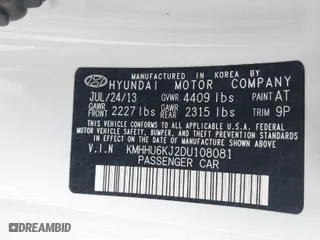 MANUFACTURED IN KOREA BY
HYUNDAI MOTOR COMPANY
JUL/24/13 GVWR 4409 lbs PAINT AT
GAWR FRONT 2227 lbs GAWR REAR 2315 lbs TRIM 9P
THIS VEHICLE CONFORMS TO ALL APPLICABLE U.S
FEDERAL MOTOR VEHICLE SAFETY, BUMPER, AND THEFT
PREVENTION STANDARDS IN EFFECT ON THE DATE OF
MANUFACTURE SHOWN ABOVE.
V.I.N KMHHU6KJ2DU108081
PASSENGER CAR
© AUTOBIDMASTER